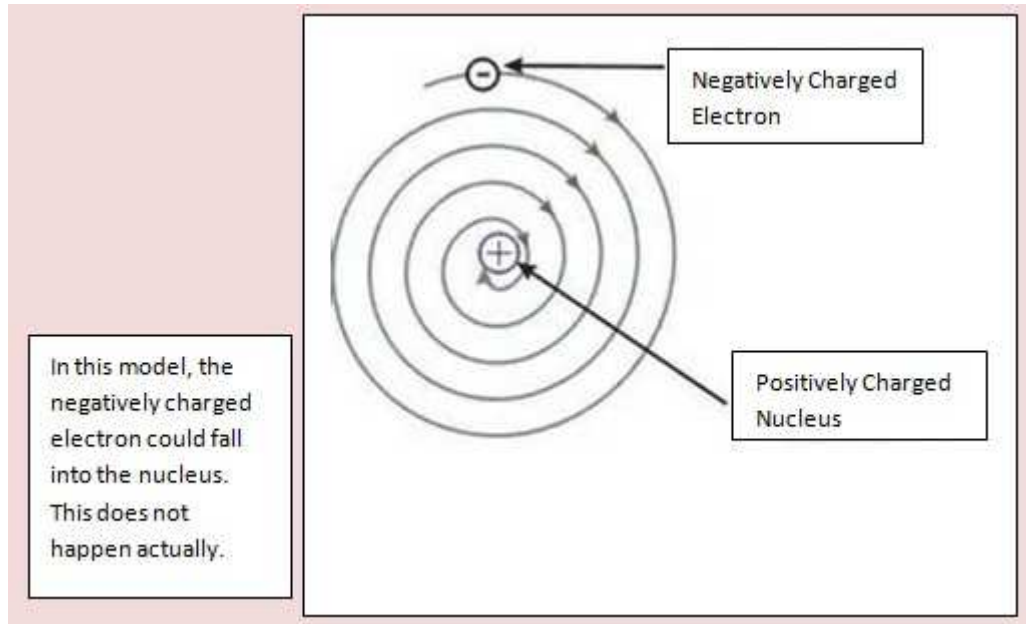 -
Negatively Charged
Electron
+
Positively Charged
Nucleus
In this model, the
negatively charged
electron could fall
into the nucleus.
This does not
happen actually.